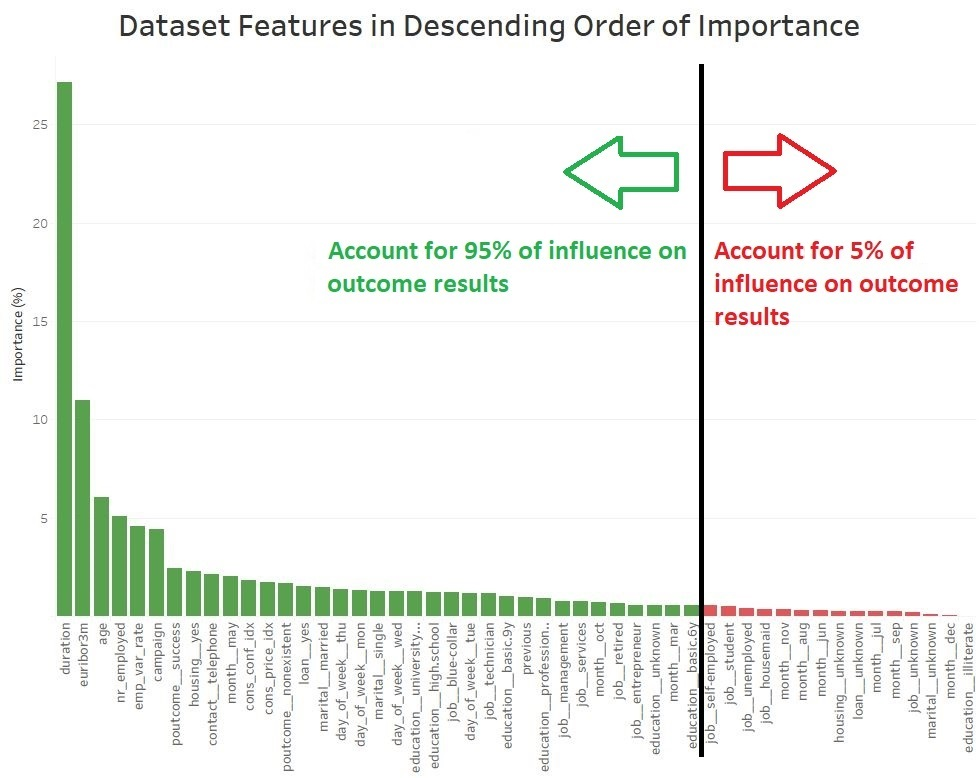 Dataset Features in Descending Order of Importance
25
20
15
10
5
Importance (%)
Account for 95% of influence on
outcome results
Account for 5% of
influence on outcome
results
duration
euribor3m
age
nr_employed
emp_var_rate
campaign
poutcome__success
housing__yes
contact__telephone
month__may
cons_conf_idx
cons_price_idx
poutcome__nonexistent
loan__yes
marital__married
day_of_week__thu
day_of_week__mon
marital__single
day_of_week__wed
education__university...
education__high.school
job__blue-collar
day_of_week__tue
job__technician
education__basic.9y
previous
education__profession..
job__management
job__services
month__oct
job__retired
job__entrepreneur
education__unknown
month__mar
education__basic.6y
job__self-employed
job__student
job__unemployed
job__housemaid
month__nov
month__aug
month__jun
housing__unknown
loan__unknown
month__jul
month__sep
job__unknown
marital__unknown
month__dec
education__illiterate